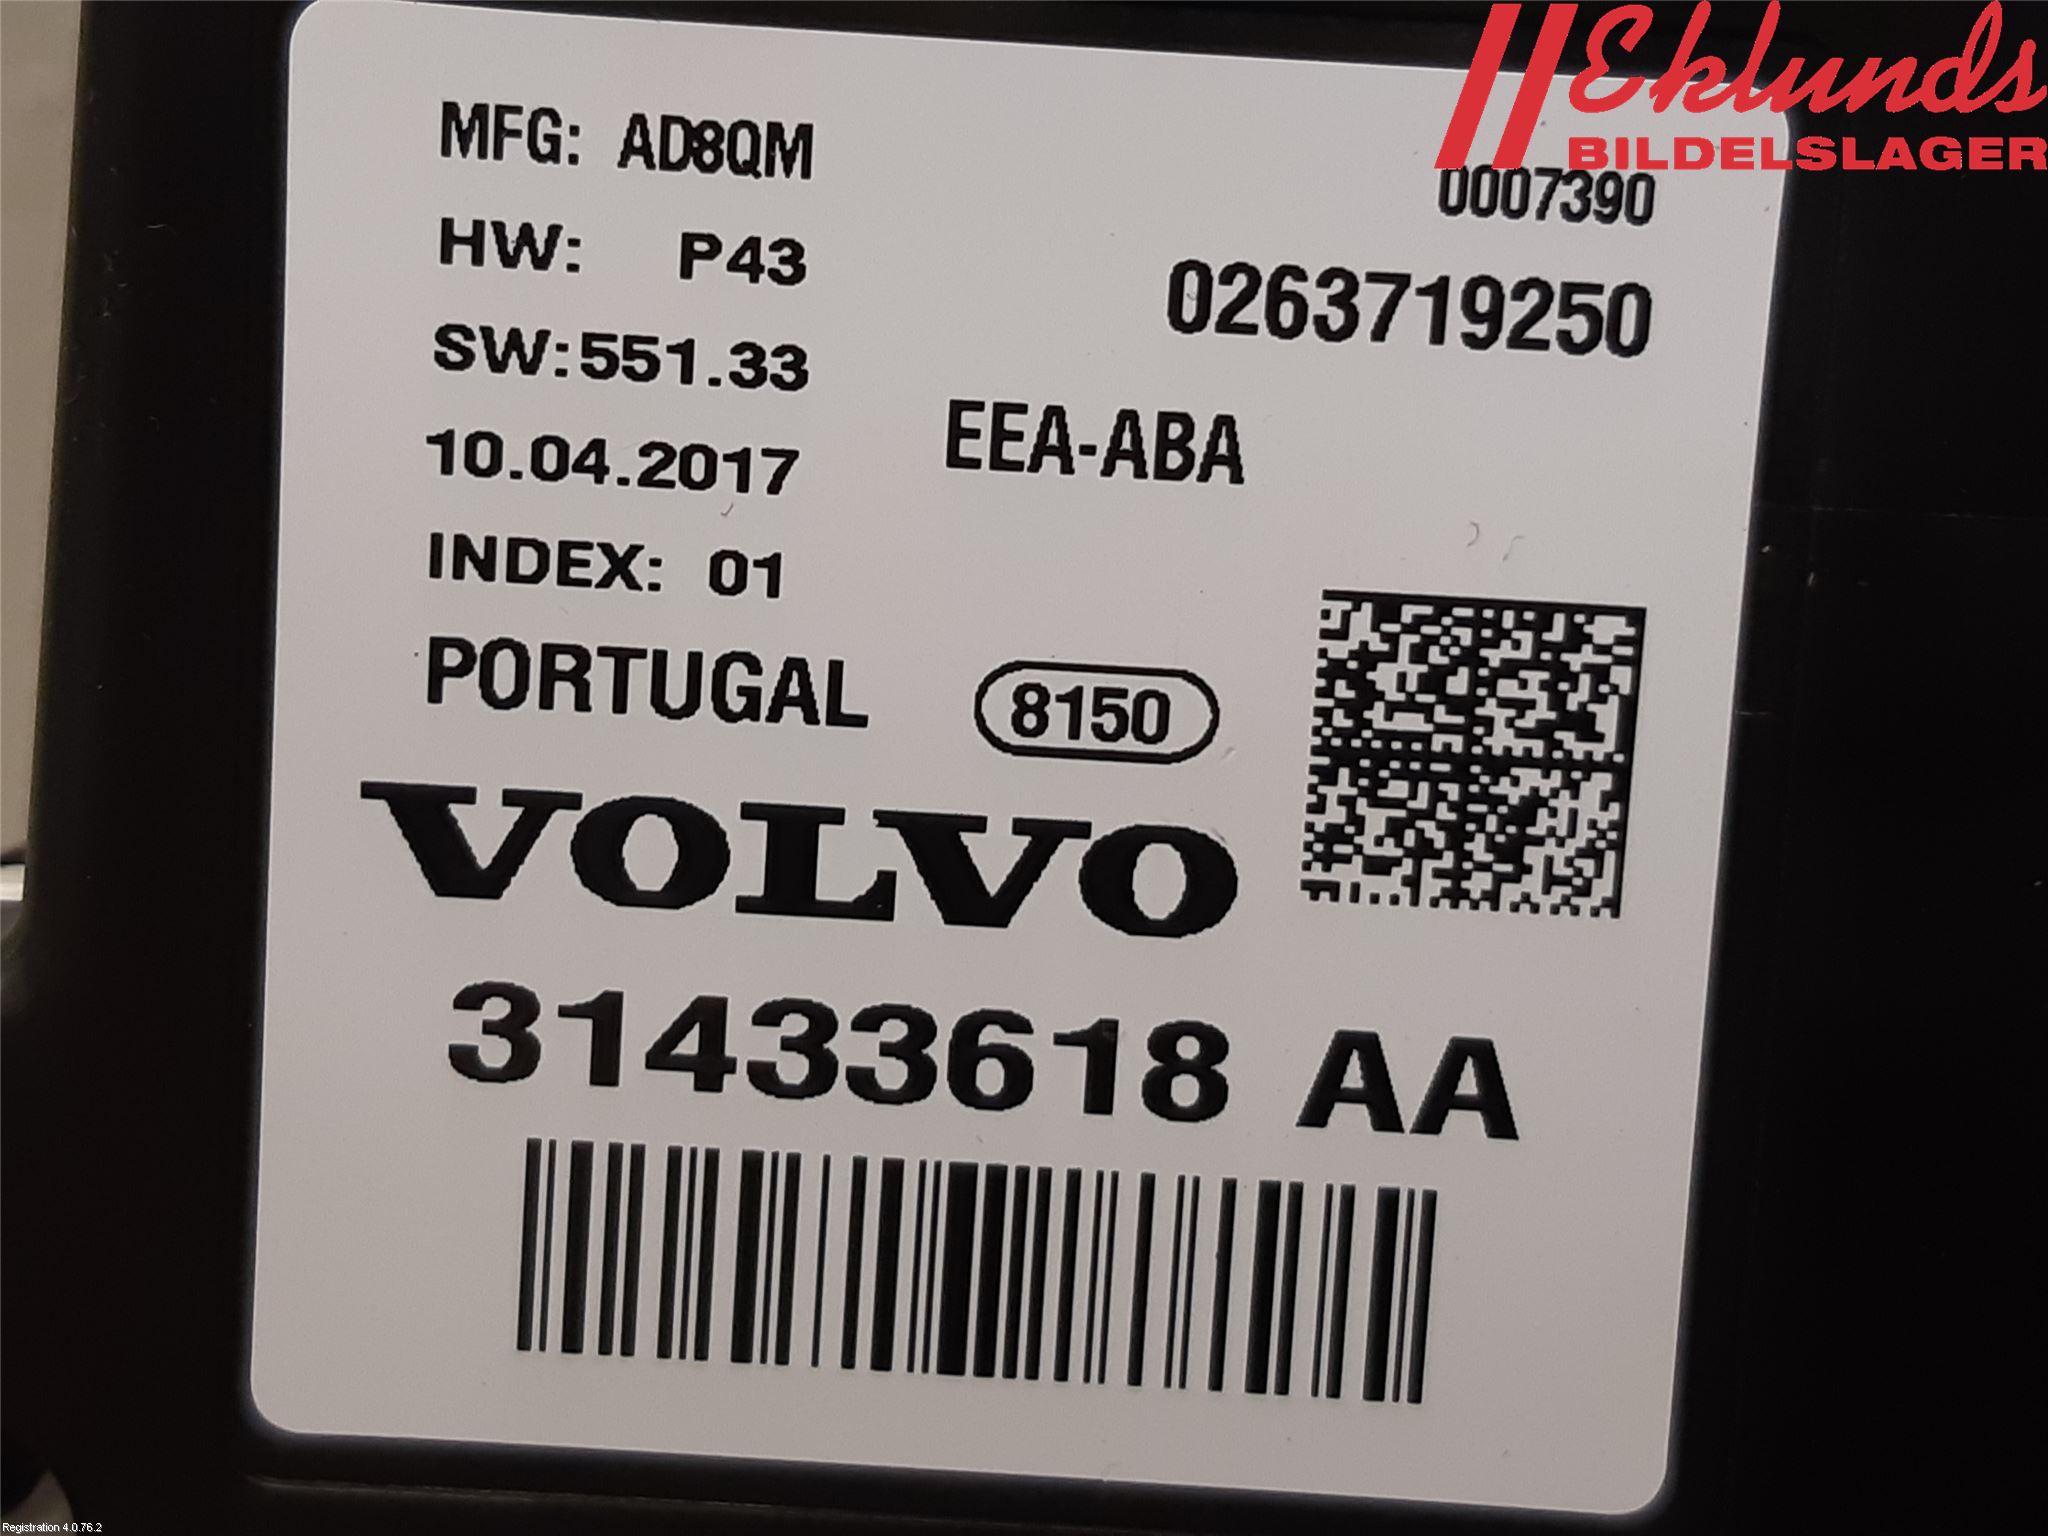 Eklunds
BILDELSLAGER
MFG: AD8QM
0007390
HW: P43
0263719250
SW:551.33
10.04.2017
EEA-ABA
INDEX: 01
PORTUGAL
8150
VOLVO
31433618 AA
Registration 4.0.76.2